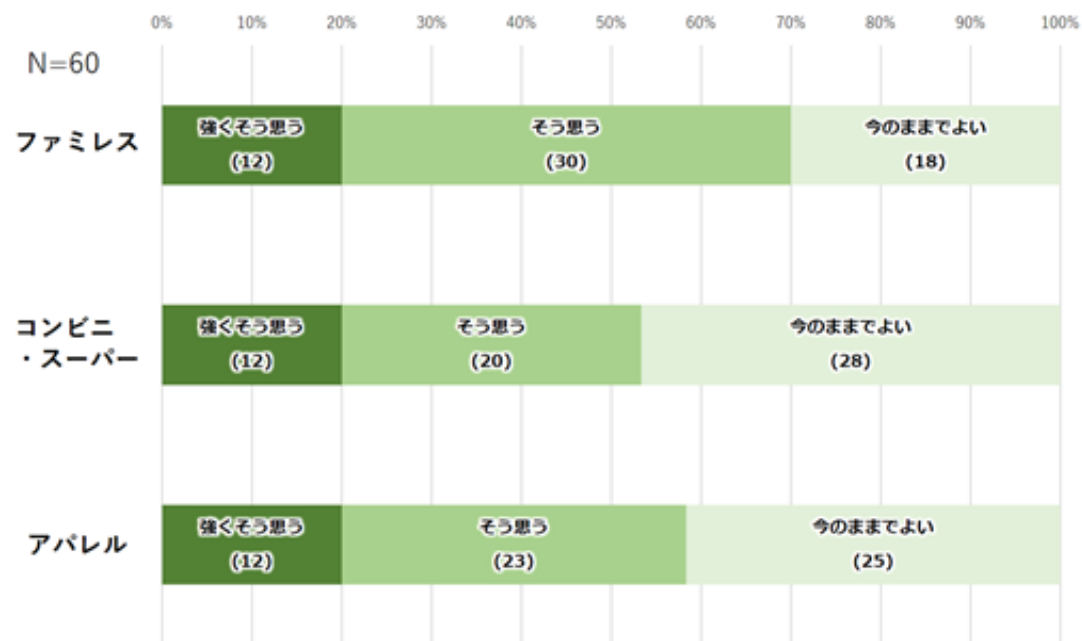 0% 10% 20% 30% 40% 50% 60% 70% 80% 90% 100%
N=60
ファミレス
強くそう思う そう思う 今のままでよい
(12) (30) (18)
コンビニ
・スーパー
強くそう思う そう思う 今のままでよい
(12) (20) (28)
アパレル
強くそう思う そう思う 今のままでよい
(12) (23) (25)